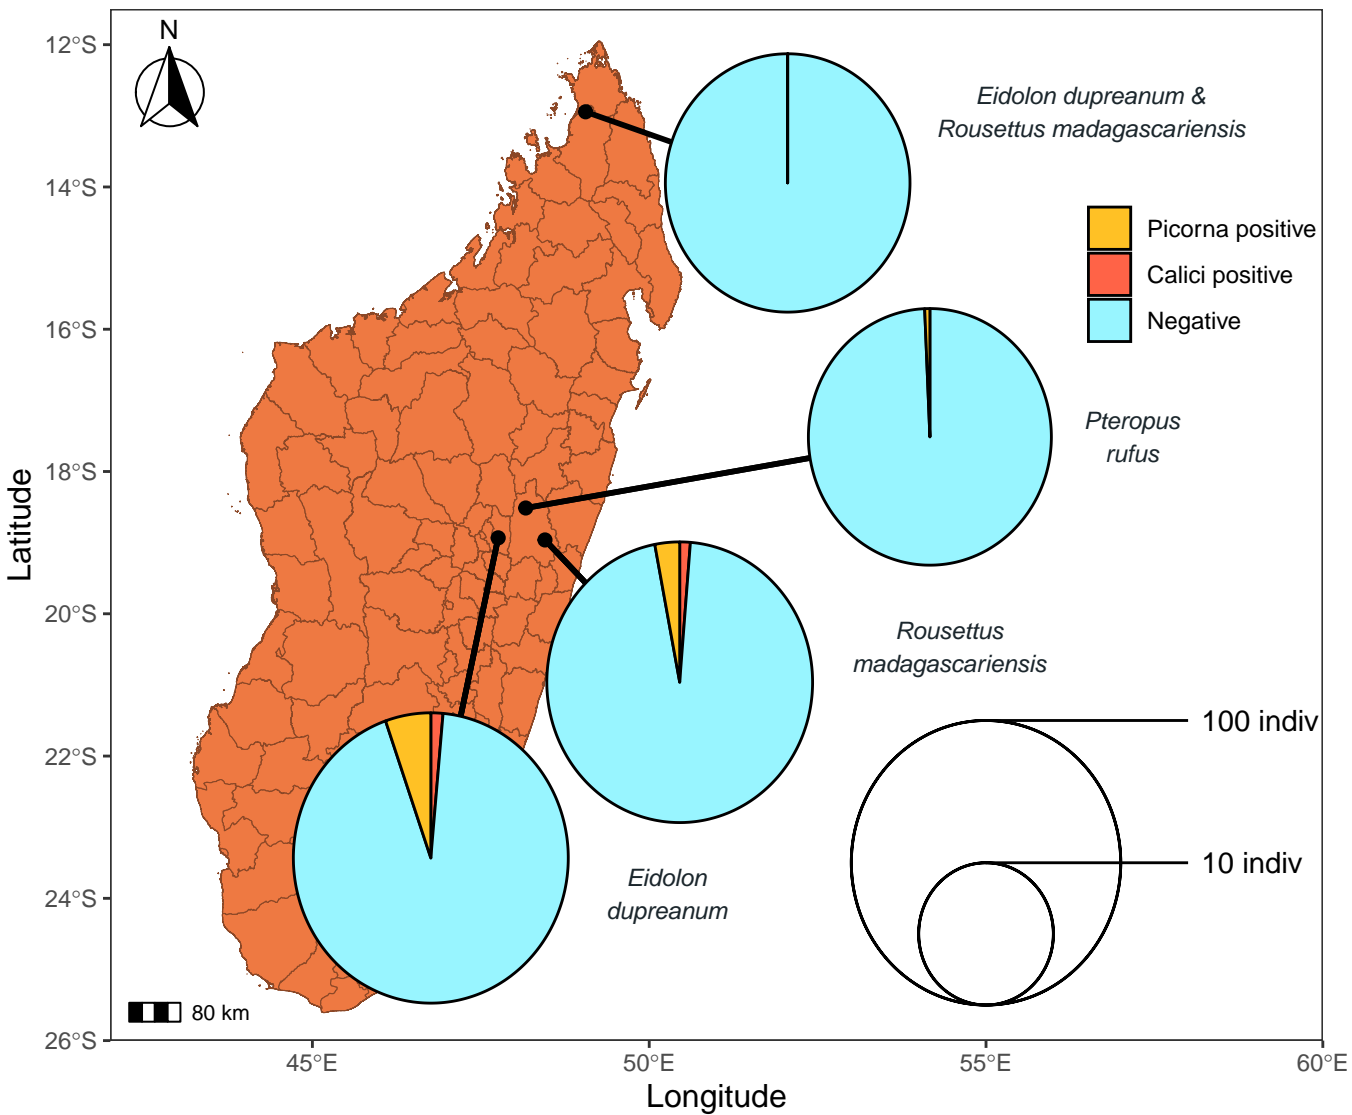 N
12°S
14°S
16°S
18°S
20°S
22°S
24°S
26°S
Latitude
Eidolon dupreanum &
Rousettus madagascariensis
Picorna positive
Calici positive
Negative
Pteropus
rufus
Rousettus
madagascariensis
Eidolon
dupreanum
100 indiv
10 indiv
80 km
45°E
50°E
55°E
60°E
Longitude